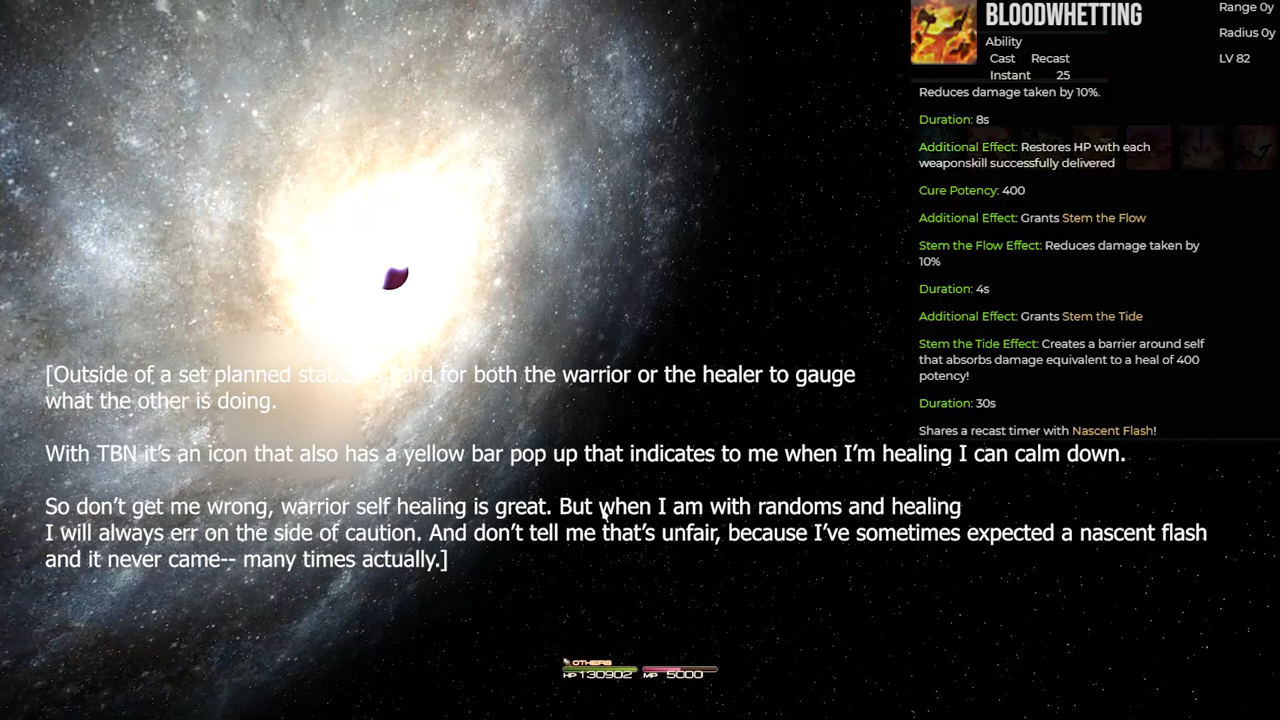 BLOODWHETTING
Range 0y
Radius 0y
Ability
Cast Recast
LV 82
Instant 25
Reduces damage taken by 10%.
Duration: 8s
Additional Effect: Restores HP with each
weaponskill successfully delivered
Cure Potency: 400
Additional Effect: Grants Stem the Flow
Stem the Flow Effect: Reduces damage taken by
10%
Duration: 4s
Additional Effect: Grants Stem the Tide
Stem the Tide Effect: Creates a barrier around self
that absorbs damage equivalent to a heal of 400
potency!
Duration: 30s
Shares a recast timer with Nascent Flash!
[Outside of a set planned for both the warrior or the healer to gauge
what the other is doing.
With TBN it's an icon that also has a yellow bar pop up that indicates to me when I'm healing I can calm down.
So don't get me wrong, warrior self healing is great. But when I am with randoms and healing
I will always err on the side of caution. And don't tell me that's unfair, because I've sometimes expected a nascent flash
and it never came-- many times actually.]
OTHERS
HP 130902 MP 5000